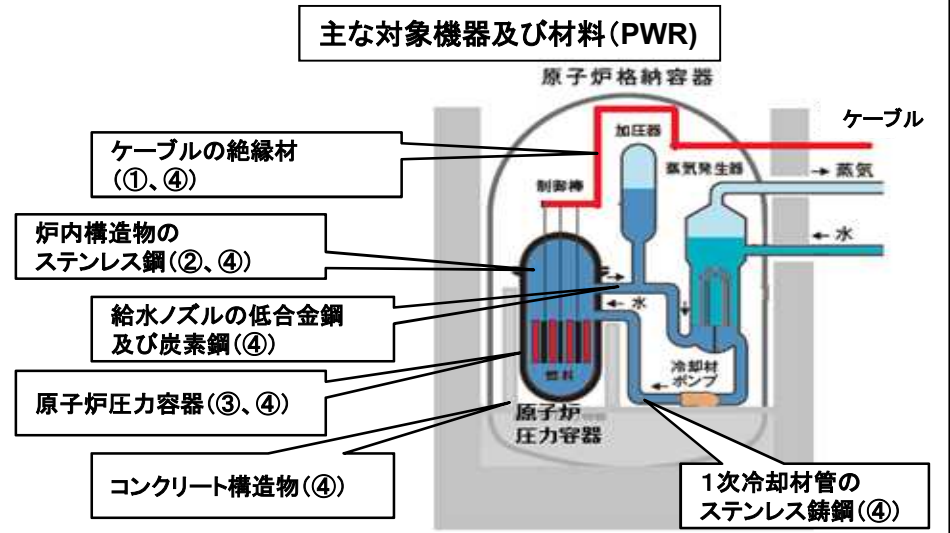 主な対象機器及び材料(PWR)
原子炉格納容器
ケーブル
加圧器
ケーブルの絶縁材
(①、④)
蒸気発生器
→ 蒸気
制御棒
炉内構造物の
ステンレス鋼(②、④)
← 水
給水ノズルの低合金鋼
及び炭素鋼(④)
← 水
冷却材
ポンプ
燃料
原子炉圧力容器(③、④)
原子炉
圧力容器
コンクリート構造物(④)
1次冷却材管の
ステンレス鋳鋼(④)